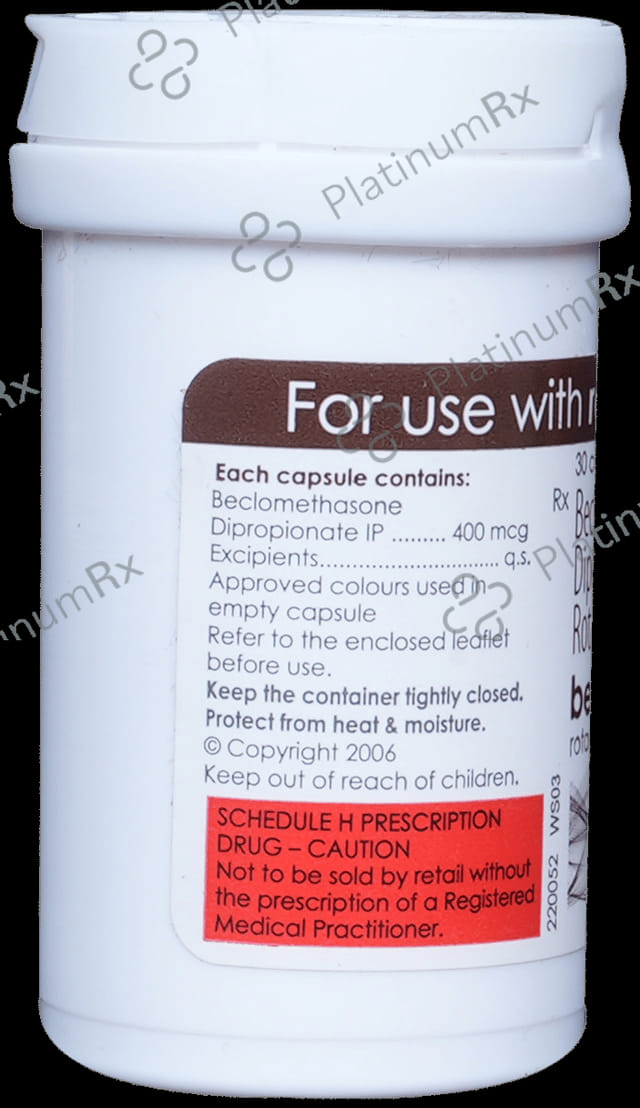 PlatinumRx
PlatinumRx
PlatinumRx
For use with
Each capsule contains:
Beclomethasone
Dipropionate IP ......... 400 mcg
Excipients............................ q.s.
Approved colours used in
empty capsule
Refer to the enclosed leaflet
before use.
Keep the container tightly closed.
Protect from heat & moisture.
© Copyright 2006
Keep out of reach of children.
SCHEDULE H PRESCRIPTION
DRUG – CAUTION
Not to be sold by retail without
the prescription of a Registered
Medical Practitioner.
30
Rx
220052 WS03